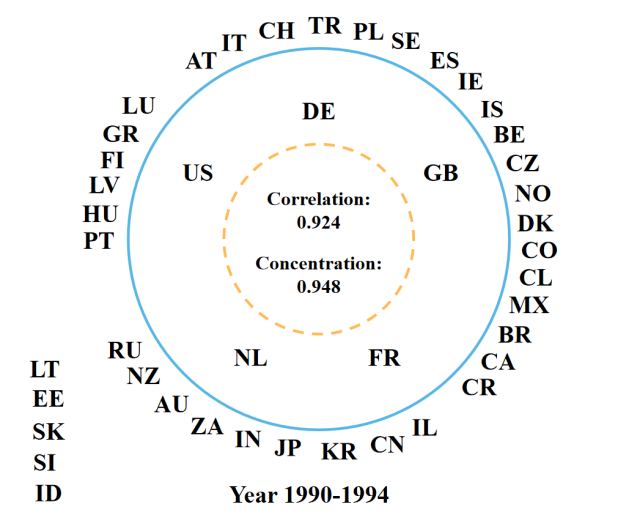 TR
CH
PL
IT
SE
AT
ES
IE
LU
IS
DE
GR
BE
FI
CZ
US
GB
LV
NO
Correlation:
0.924
HU
DK
PT
CO
Concentration:
0.948
CL
MX
BR
RU
NL
FR
CA
LT
NZ
CR
EE
AU
ZA
IL
SK
IN
JP
KR
CN
SI
ID
Year 1990-1994